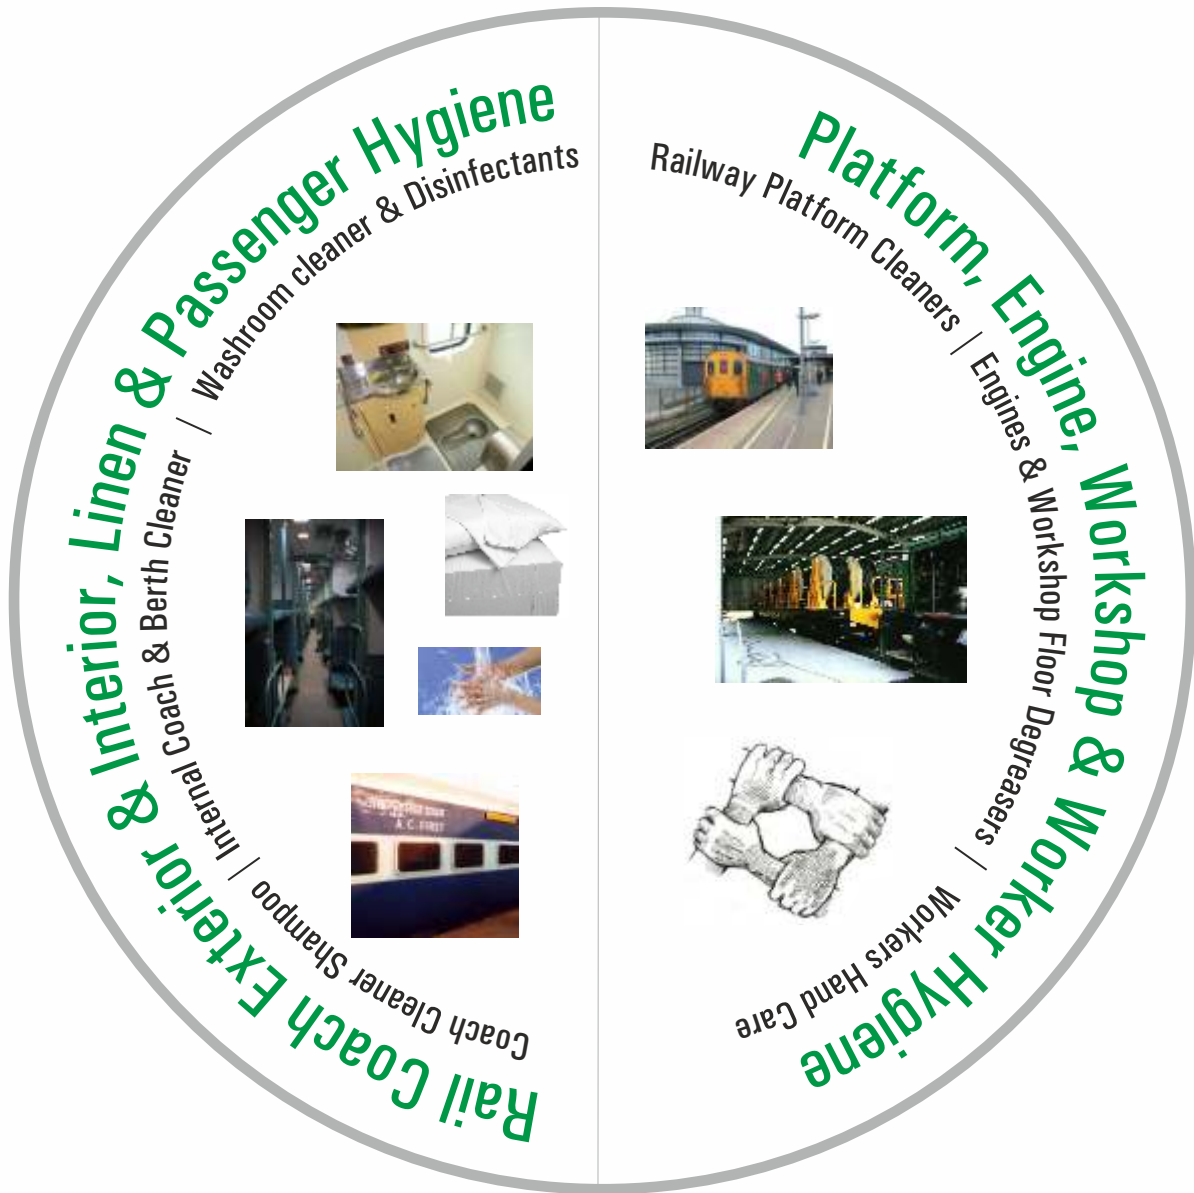 Rail Coach Exterior & Interior, Linen & Passenger Hygiene
Coach Cleaner Shampoo | Internal Coach & Berth Cleaner | Washroom cleaner & Disinfectants
A.C. FIRST
Platform, Engine, Workshop & Worker Hygiene
Railway Platform Cleaners | Engines & Workshop Floor Degreasers | Workers Hand Care